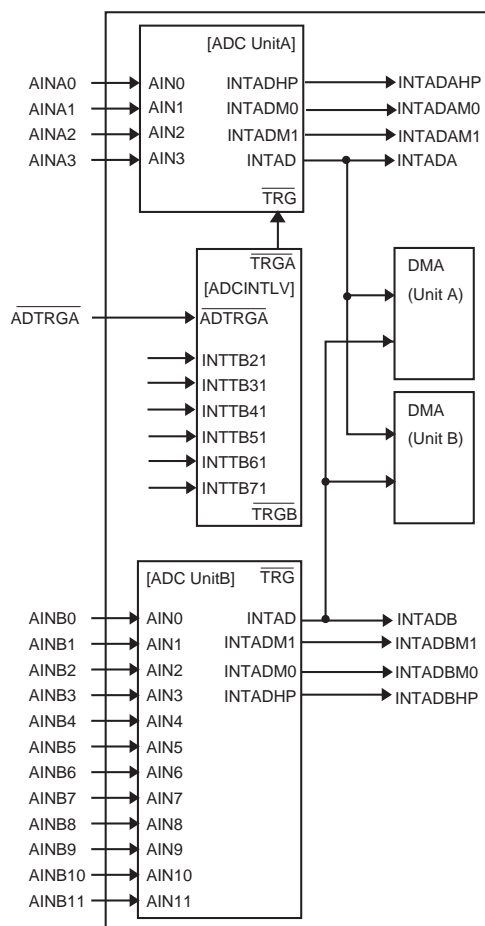 [ADC UnitA]
AINA0 AIN0 INTADHP INTADAHP
AINA1 AIN1 INTADM0 INTADAM0
AINA2 AIN2 INTADM1 INTADAM1
AINA3 AIN3 INTAD INTADA
TRG
TRGA
[ADCINTLV]
ADTRGA ADTRGA
INTTB21
INTTB31
INTTB41
INTTB51
INTTB61
INTTB71
TRGB
DMA
(Unit A)
DMA
(Unit B)
[ADC UnitB] TRG
AINB0 AIN0 INTAD INTADB
AINB1 AIN1 INTADM1 INTADBM1
AINB2 AIN2 INTADM0 INTADBM0
AINB3 AIN3 INTADHP INTADBHP
AINB4 AIN4
AINB5 AIN5
AINB6 AIN6
AINB7 AIN7
AINB8 AIN8
AINB9 AIN9
AINB10 AIN10
AINB11 AIN11